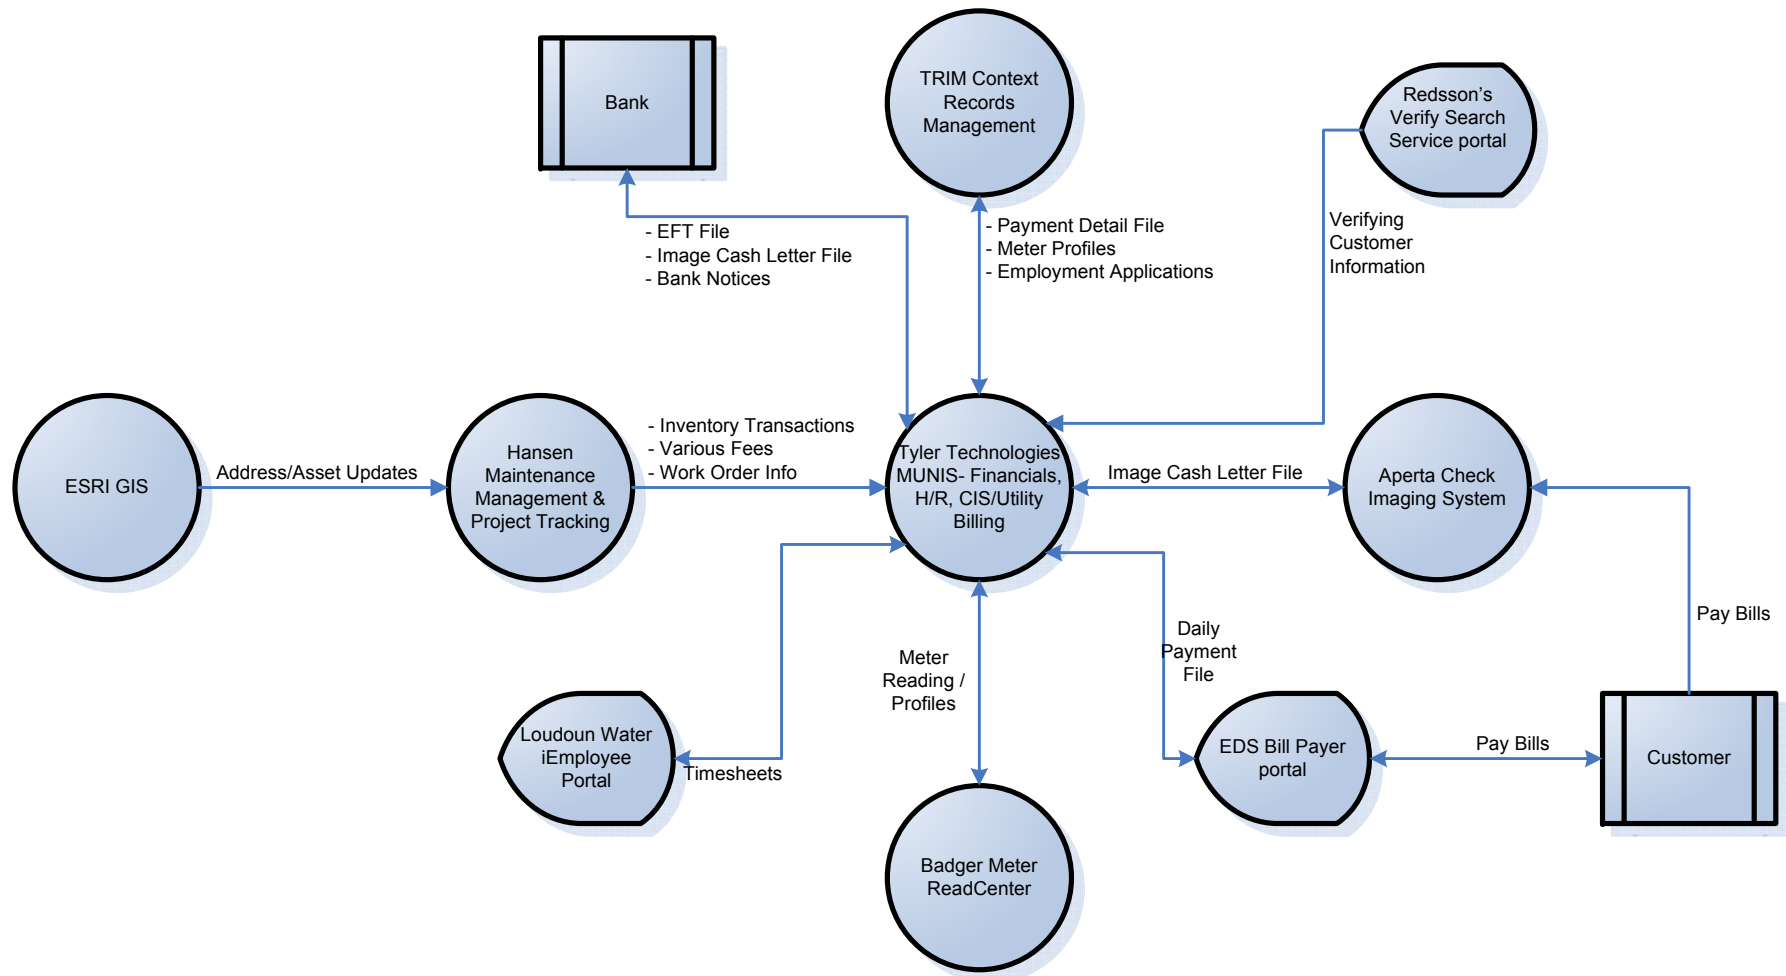 Bank
TRIM Context
Records
Management
Redsson's
Verify Search
Service portal
- EFT File
- Image Cash Letter File
- Bank Notices
- Payment Detail File
- Meter Profiles
- Employment Applications
Verifying
Customer
Information
ESRI GIS
Address/Asset Updates
Hansen
Maintenance
Management &
Project Tracking
- Inventory Transactions
- Various Fees
- Work Order Info
Tyler Technologies
MUNIS- Financials,
H/R, CIS/Utility
Billing
Image Cash Letter File
Aperta Check
Imaging System
Pay Bills
Loudoun Water
iEmployee
Portal
Timesheets
Meter
Reading /
Profiles
Daily
Payment
File
EDS Bill Payer
portal
Pay Bills
Customer
Badger Meter
ReadCenter